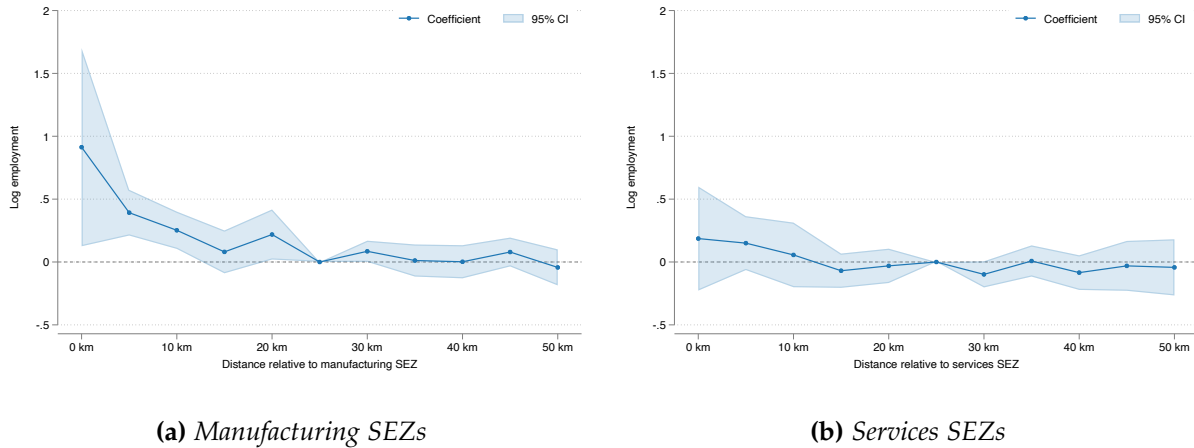 2
1.5
1
.5
0
-.5
Log employment
Coefficient 95% CI
0 km 10 km 20 km 30 km 40 km 50 km
Distance relative to manufacturing SEZ
(a) Manufacturing SEZs
2
1.5
1
.5
0
-.5
Log employment
Coefficient 95% CI
0 km 10 km 20 km 30 km 40 km 50 km
Distance relative to services SEZ
(b) Services SEZs